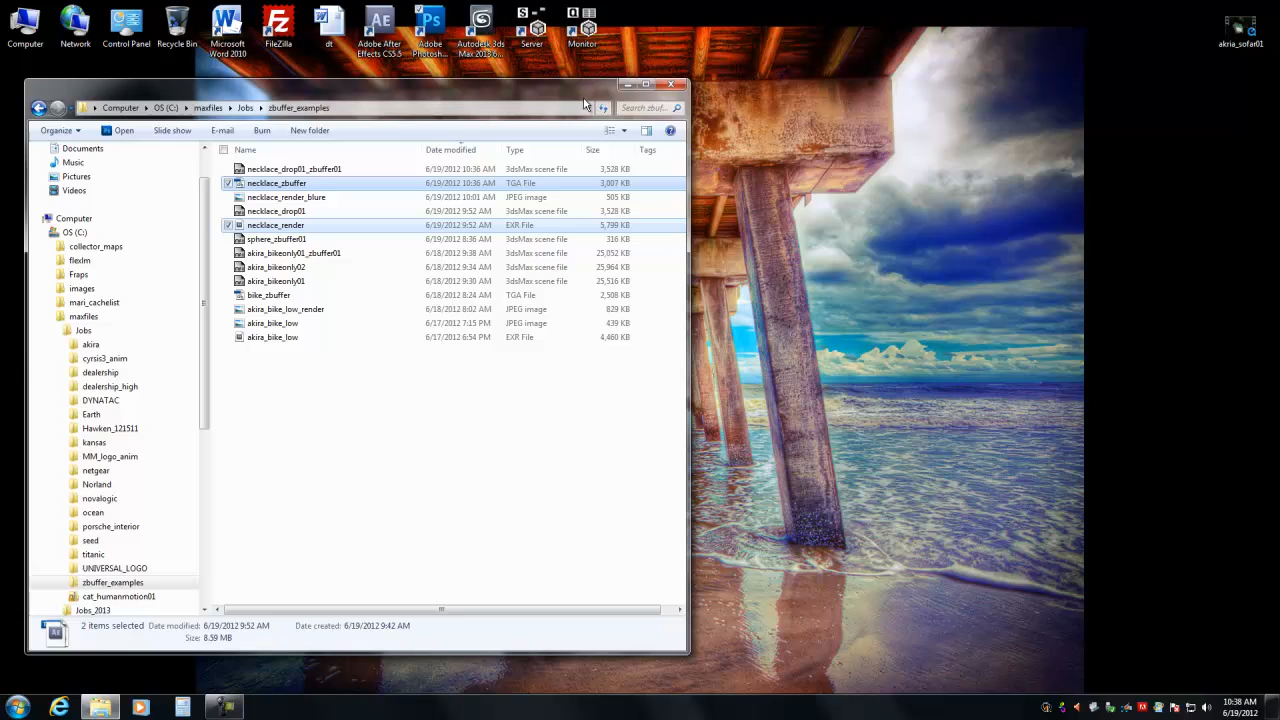 Computer
Network
Control Panel
Recycle Bin
Microsoft
Word 2010
FileZilla
dt
Adobe After
Effects CS5.5
Adobe
Photosh...
Autodesk 3ds
Max 2013 6...
Server
Monitor
akria_sofar01
Computer OS (C:) maxfiles Jobs zbuffer_examples
Search zbuf...
Organize Open Slide show E-mail Burn New folder
Name Date modified Type Size Tags
Documents
Music
Pictures
Videos
Computer
OS (C:)
collector_maps
flexlm
Fraps
images
mari_cachelist
maxfiles
Jobs
akira
cyrsis3_anim
dealership
dealership_high
DYNATAC
Earth
Hawken_121511
kansas
MM_logo_anim
netgear
Norland
novalogic
ocean
porsche_interior
seed
titanic
UNIVERSAL_LOGO
zbuffer_examples
cat_humanmotion01
Jobs_2013
necklace_drop01_zbuffer01 6/19/2012 10:36 AM 3dsMax scene file 3,528 KB
necklace_zbuffer 6/19/2012 10:36 AM TGA File 3,007 KB
necklace_render_blure 6/19/2012 10:01 AM JPEG image 505 KB
necklace_drop01 6/19/2012 9:52 AM 3dsMax scene file 3,528 KB
necklace_render 6/19/2012 9:52 AM EXR File 5,799 KB
sphere_zbuffer01 6/19/2012 8:36 AM 3dsMax scene file 316 KB
akira_bikeonly01_zbuffer01 6/18/2012 9:38 AM 3dsMax scene file 25,052 KB
akira_bikeonly02 6/18/2012 9:34 AM 3dsMax scene file 25,964 KB
akira_bikeonly01 6/18/2012 9:33 AM 3dsMax scene file 25,516 KB
bike_zbuffer 6/18/2012 8:24 AM TGA File 2,508 KB
akira_bike_low_render 6/18/2012 8:02 AM JPEG image 829 KB
akira_bike_low 6/17/2012 7:15 PM JPEG image 439 KB
akira_bike_low 6/17/2012 6:54 PM EXR File 4,460 KB
2 items selected Date modified: 6/19/2012 9:52 AM Date created: 6/19/2012 9:42 AM
Size: 8.59 MB
10:38 AM
6/19/2012